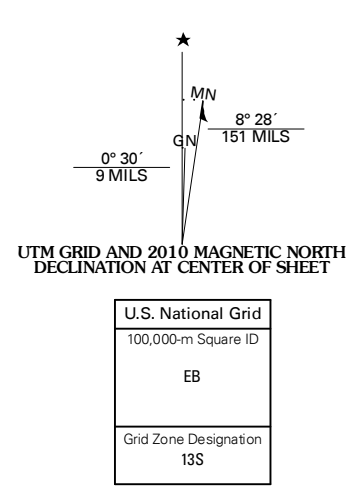 MN
8° 28´
151 MILS
GN
0° 30´
9 MILS
UTM GRID AND 2010 MAGNETIC NORTH
DECLINATION AT CENTER OF SHEET
U.S. National Grid
100,000-m Square ID
EB
Grid Zone Designation
13S